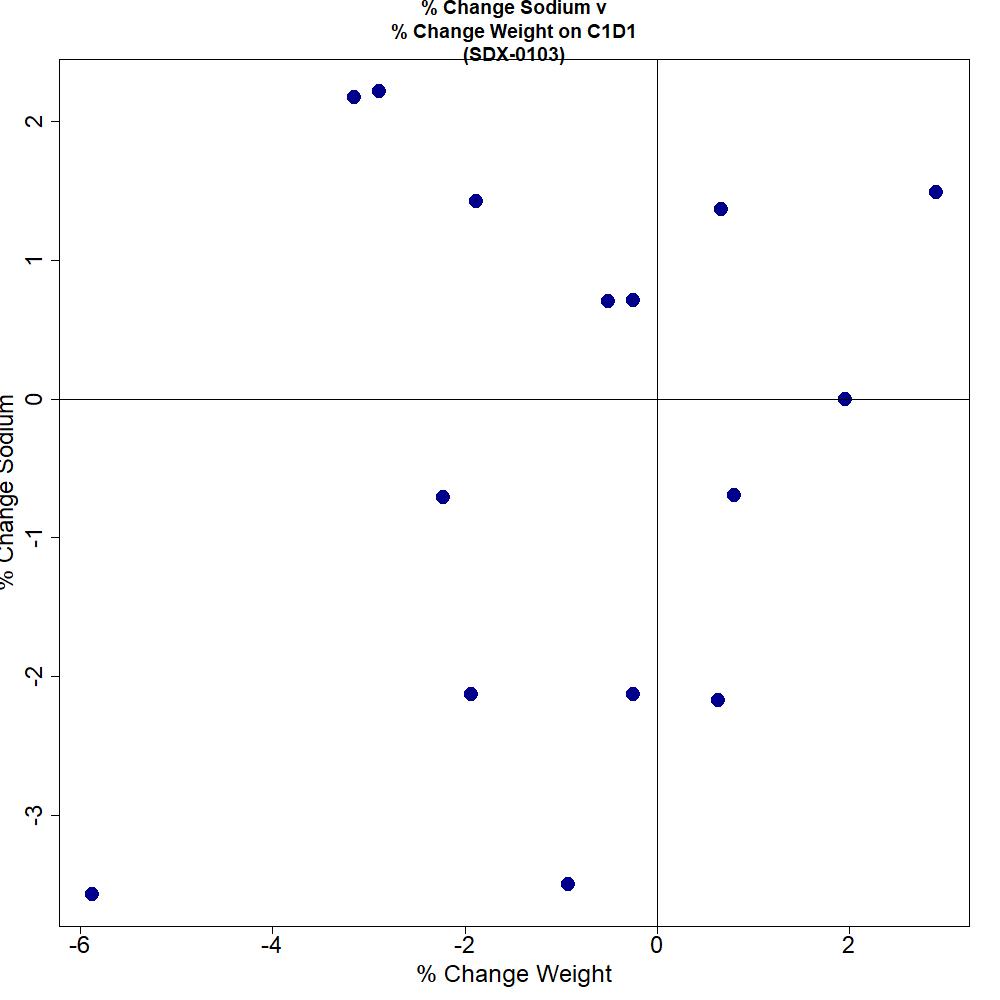 % Change Sodium v
% Change Weight on C1D1
(SDX-0103)
% Change Sodium
2
1
0
-1
-2
-3
-6
-4
-2
0
2
% Change Weight